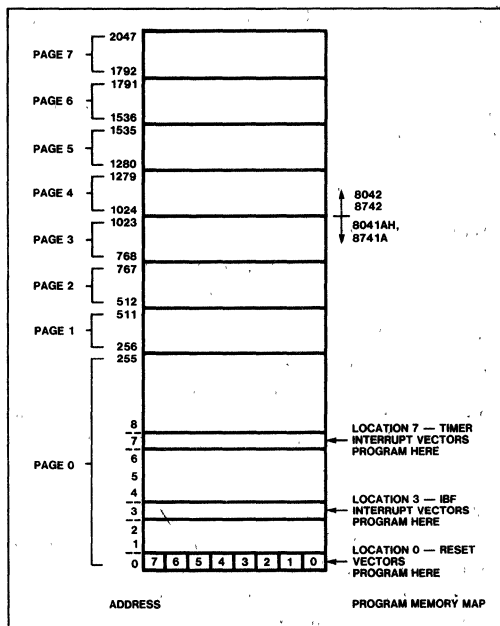 2047
PAGE 7
1792
1791
PAGE 6
1536
1535
PAGE 5
1280
1279
PAGE 4
8042
8742
1024
1023
8041AH,
8741A
PAGE 3
768
767
PAGE 2
512
511
PAGE 1
256
255
8
LOCATION 7 — TIMER
7
INTERRUPT VECTORS
PROGRAM HERE
6
PAGE 0
5
4
LOCATION 3 — IBF
3
INTERRUPT VECTORS
PROGRAM HERE
2
1
LOCATION 0 — RESET
0 7 6 5 4 3 2 1 0
VECTORS
PROGRAM HERE
ADDRESS PROGRAM MEMORY MAP